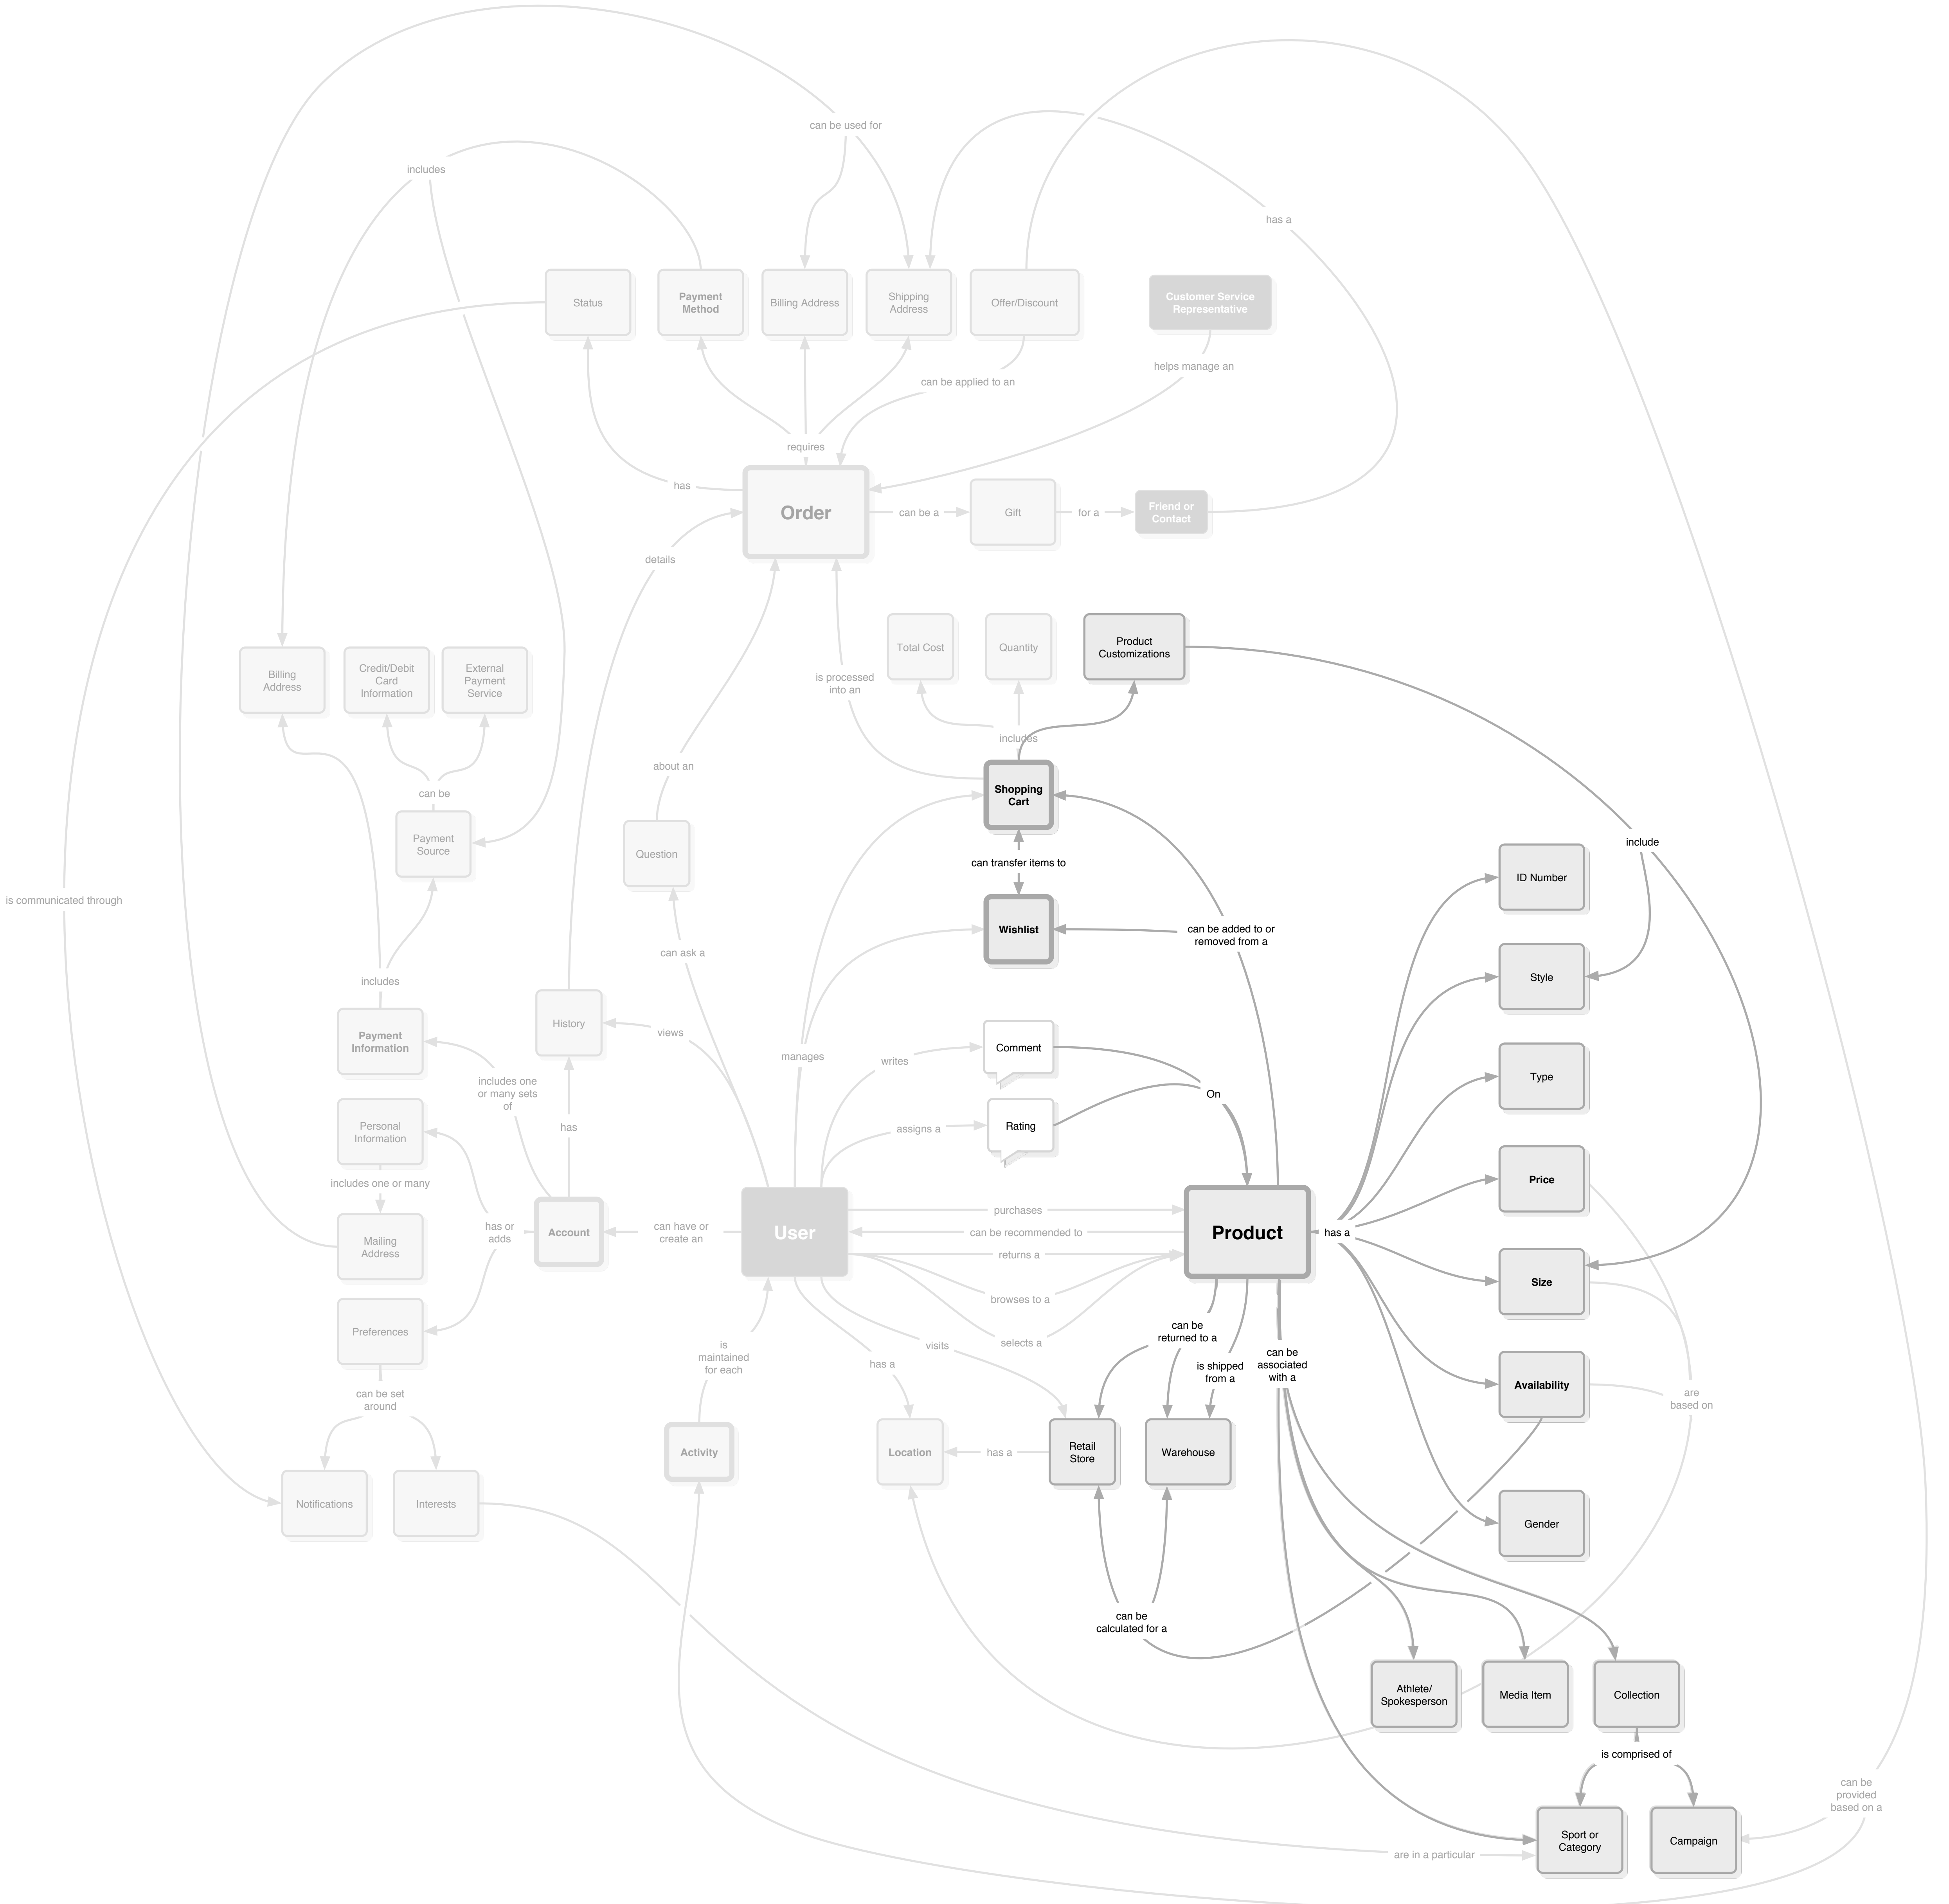 can be used for
includes
has a
Status
Payment
Method
Billing Address
Shipping
Address
Offer/Discount
Customer Service
Representative
helps manage an
can be applied to an
requires
has
Order
can be a
Gift
for a
Friend or
Contact
details
Total Cost
Quantity
Product
Customizations
Billing
Address
Credit/Debit
Card
Information
External
Payment
Service
is processed
into an
includes
about an
can be
Shopping
Cart
Payment
Source
Question
can transfer items to
include
ID Number
is communicated through
Wishlist
can be added to or
removed from a
can ask a
Style
includes
History
views
Payment
Information
manages
writes
Comment
Type
includes one
or many sets
of
On
Personal
Information
has
assigns a
Rating
includes one or many
Price
Mailing
Address
has or
adds
Account
can have or
create an
User
purchases
can be recommended to
returns a
browses to a
selects a
Product
has a
Size
Preferences
is
maintained
for each
has a
visits
can be
returned to a
is shipped
from a
can be
associated
with a
Availability
are
based on
can be set
around
Activity
Location
has a
Retail
Store
Warehouse
Notifications
Interests
Gender
can be
calculated for a
Athlete/
Spokesperson
Media Item
Collection
is comprised of
can be
provided
based on a
Sport or
Category
Campaign
are in a particular